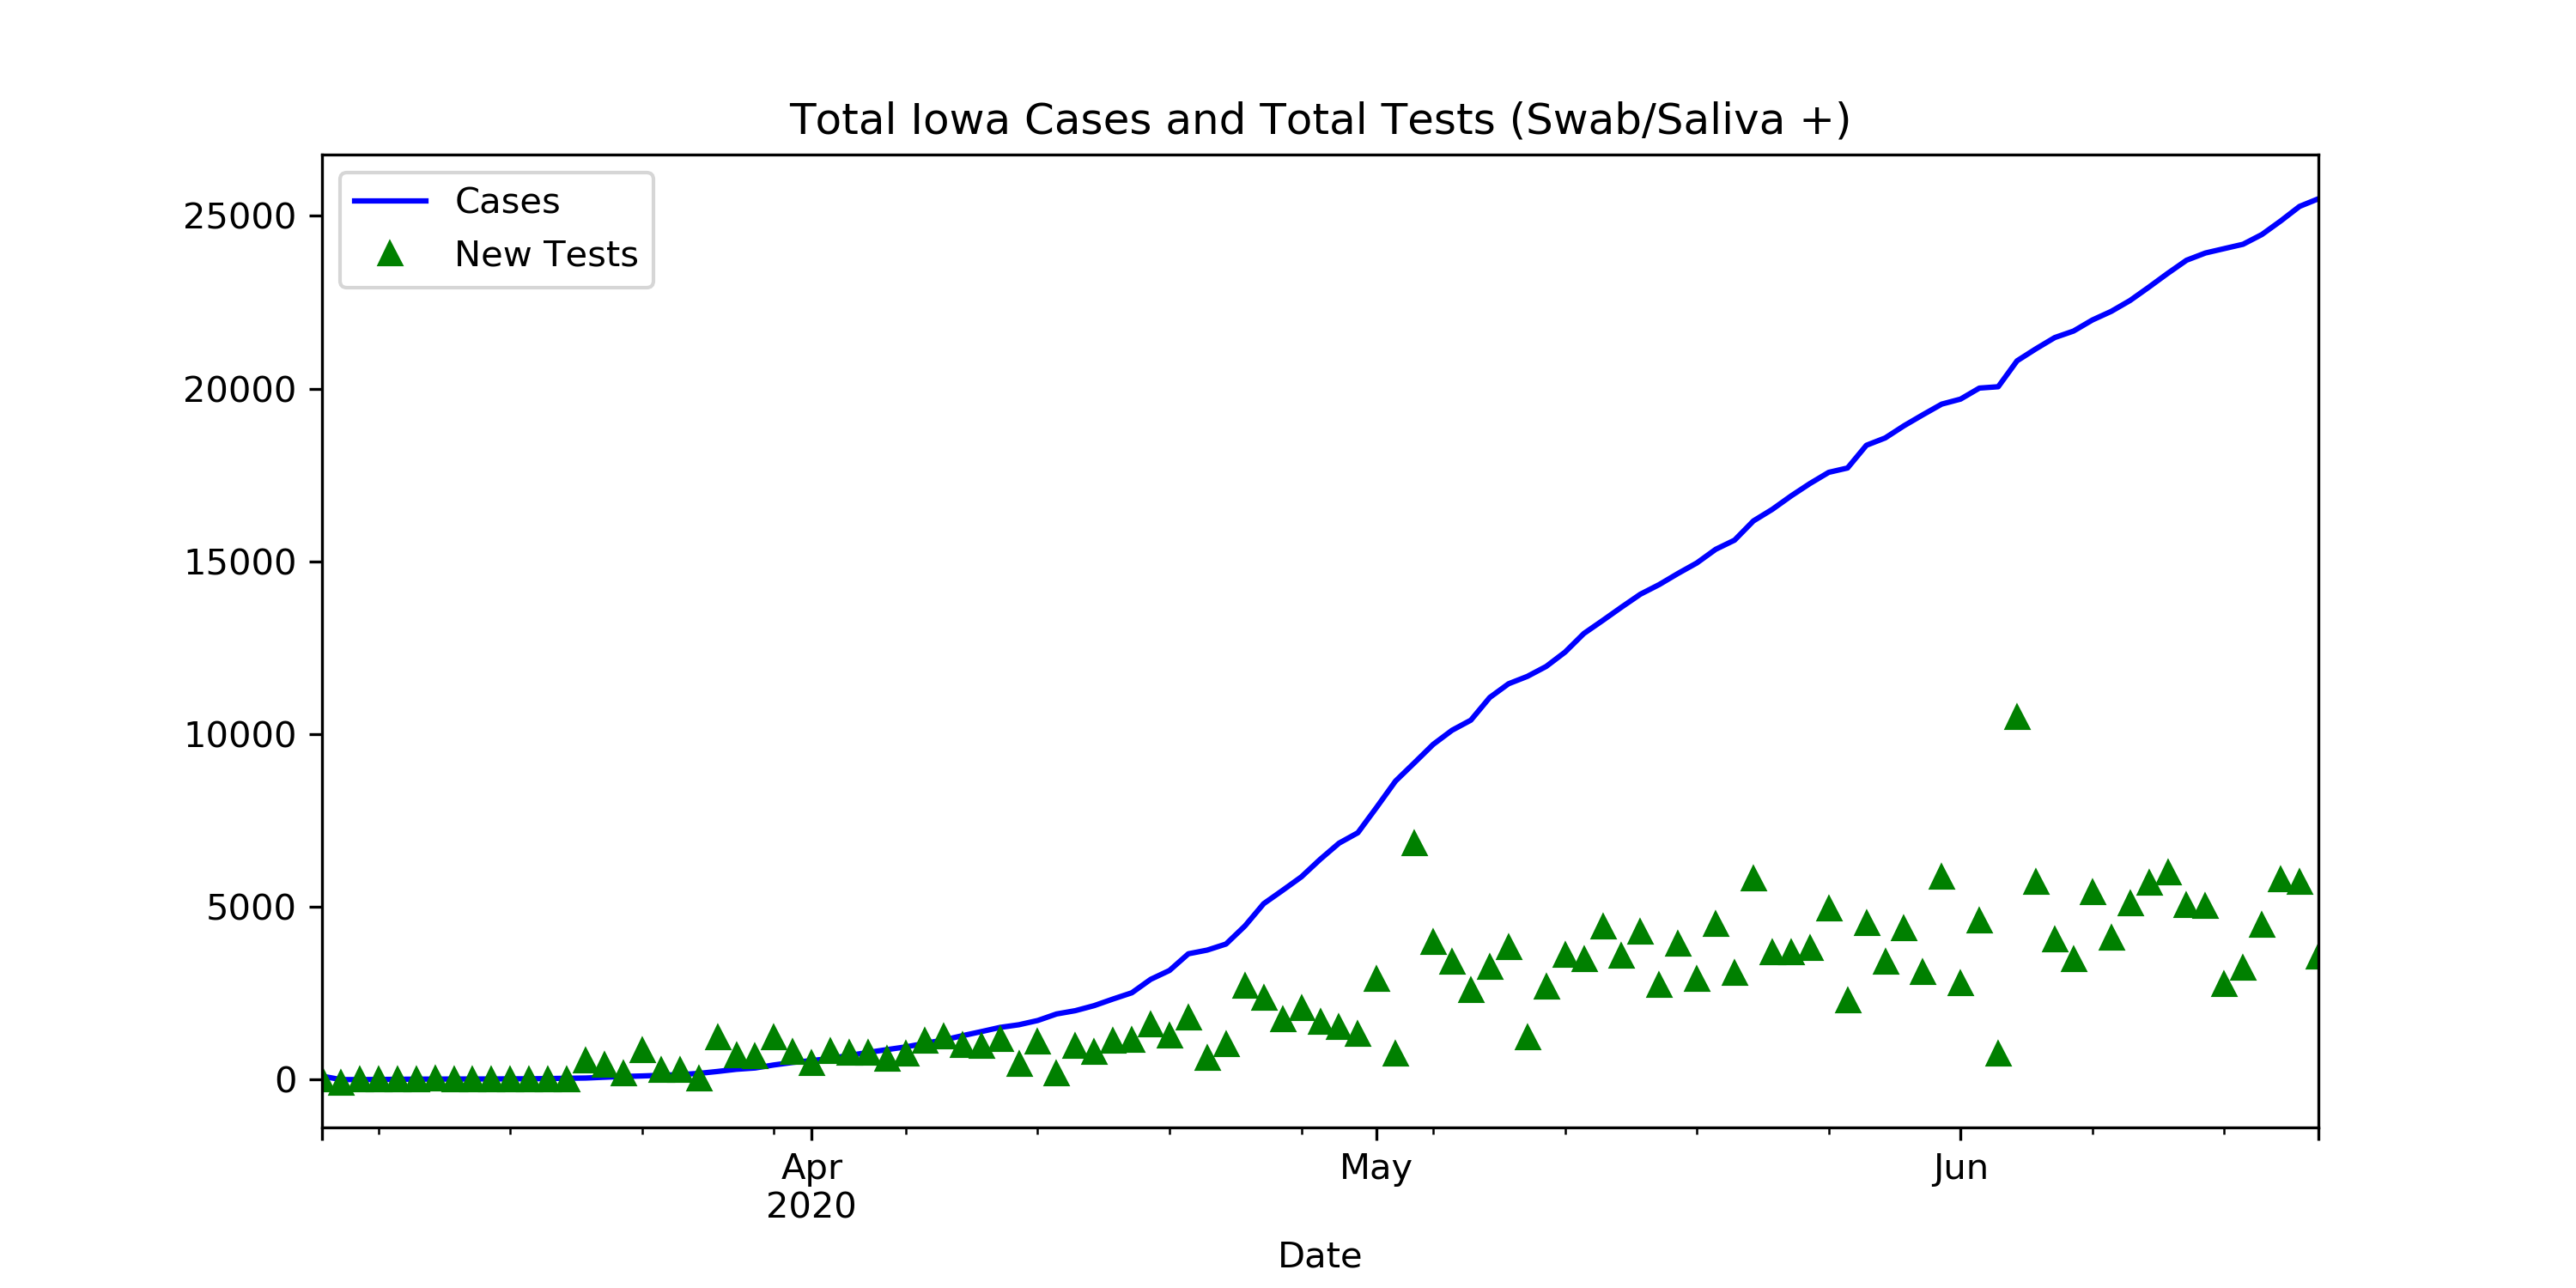 Total Iowa Cases and Total Tests (Swab/Saliva +)
Cases
New Tests
25000
20000
15000
10000
5000
0
Apr
2020
May
Jun
Date